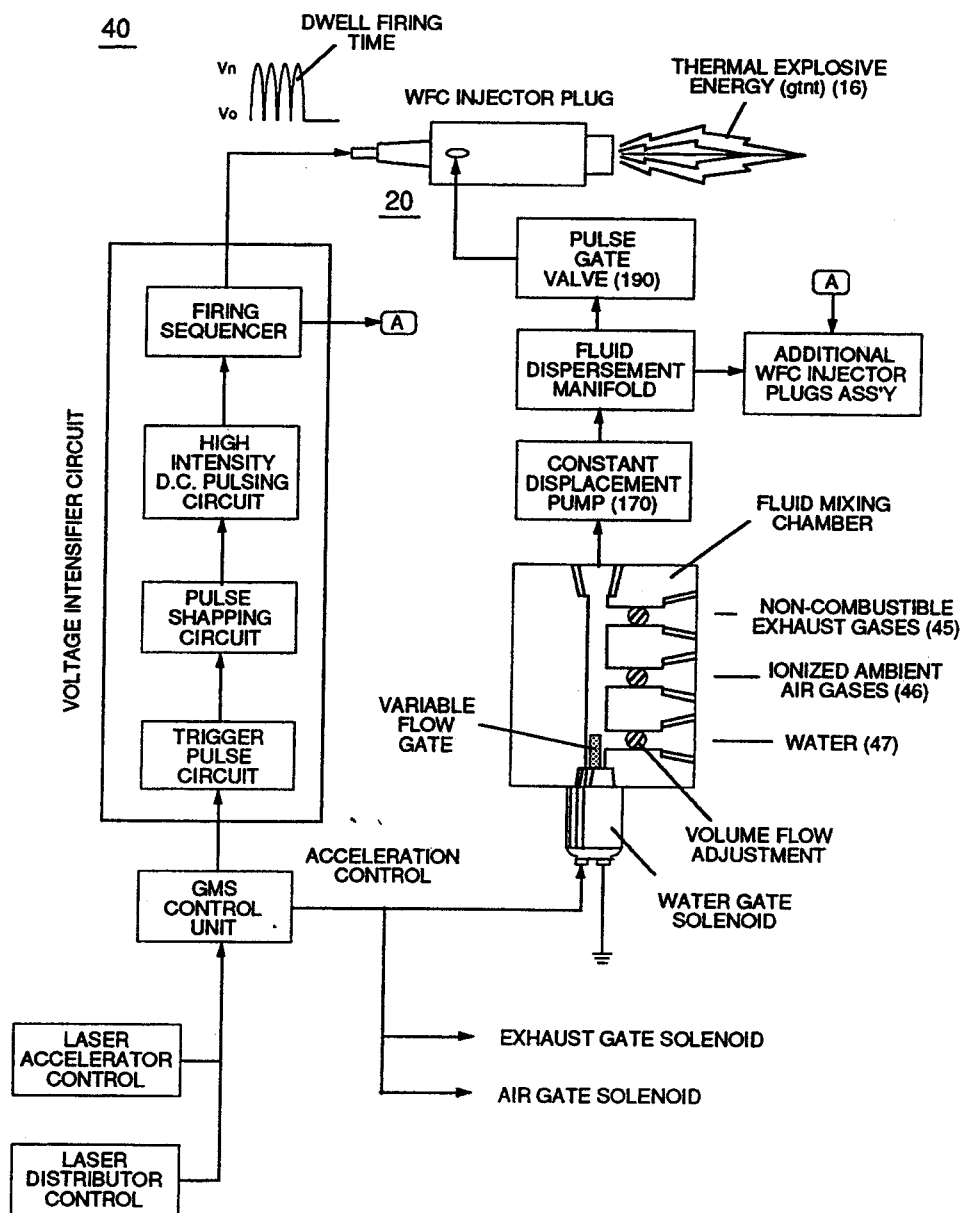 40
DWELL FIRING
TIME
Vn
Vo
WFC INJECTOR PLUG
THERMAL EXPLOSIVE
ENERGY (gtnt) (16)
20
PULSE
GATE
VALVE (190)
A
FIRING
SEQUENCER
A
FLUID
DISPERSEMENT
MANIFOLD
ADDITIONAL
WFC INJECTOR
PLUGS ASS'Y
VOLTAGE INTENSIFIER CIRCUIT
HIGH
INTENSITY
D.C. PULSING
CIRCUIT
CONSTANT
DISPLACEMENT
PUMP (170)
FLUID MIXING
CHAMBER
PULSE
SHAPPING
CIRCUIT
NON-COMBUSTIBLE
EXHAUST GASES (45)
IONIZED AMBIENT
AIR GASES (46)
VARIABLE
FLOW
GATE
WATER (47)
TRIGGER
PULSE
CIRCUIT
VOLUME FLOW
ADJUSTMENT
ACCELERATION
CONTROL
WATER GATE
SOLENOID
GMS
CONTROL
UNIT
LASER
ACCELERATOR
CONTROL
EXHAUST GATE SOLENOID
AIR GATE SOLENOID
LASER
DISTRIBUTOR
CONTROL